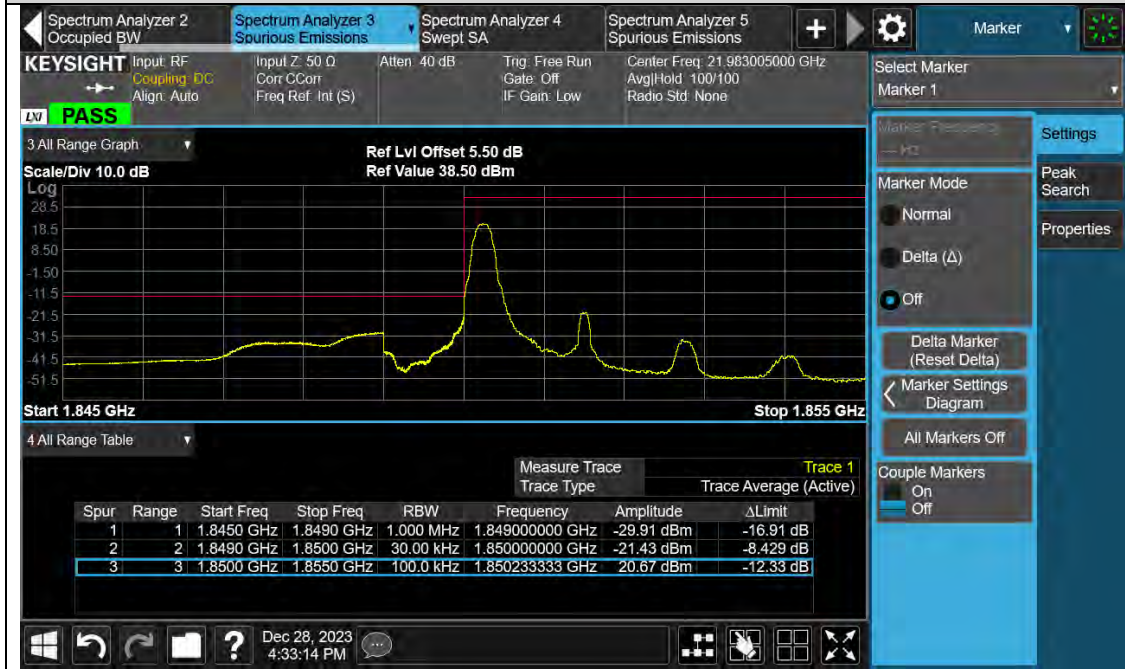 Spectrum Analyzer 2
Occupied BW
Spectrum Analyzer 3
Spurious Emissions
Spectrum Analyzer 4
Swept SA
Spectrum Analyzer 5
Spurious Emissions
+
Marker
KEYSIGHT
Input: RF
Coupling: DC
Align: Auto
Input Z: 50 Ω
Corr CCorr
Freq Ref: Int (S)
Atten: 40 dB
Trig: Free Run
Gate: Off
IF Gain: Low
Center Freq: 21.983005000 GHz
Avg|Hold: 100/100
Radio Std: None
LXI PASS
Select Marker
Marker 1
Marker Frequency
--- Hz
Settings
Peak
Search
Properties
Marker Mode
Normal
Delta (Δ)
Off
Delta Marker
(Reset Delta)
Marker Settings
Diagram
All Markers Off
Couple Markers
On
Off
3 All Range Graph
Ref Lvl Offset 5.50 dB
Scale/Div 10.0 dB Ref Value 38.50 dBm
Log
28.5
18.5
8.50
-1.50
-11.5
-21.5
-31.5
-41.5
-51.5
Start 1.845 GHz Stop 1.855 GHz
4 All Range Table
Measure Trace Trace 1
Trace Type Trace Average (Active)
Spur Range Start Freq Stop Freq RBW Frequency Amplitude ΔLimit
1 1 1.8450 GHz 1.8490 GHz 1.000 MHz 1.849000000 GHz -29.91 dBm -16.91 dB
2 2 1.8490 GHz 1.8500 GHz 30.00 kHz 1.850000000 GHz -21.43 dBm -8.429 dB
3 3 1.8500 GHz 1.8550 GHz 100.0 kHz 1.850233333 GHz 20.67 dBm -12.33 dB
?
Dec 28, 2023
4:33:14 PM